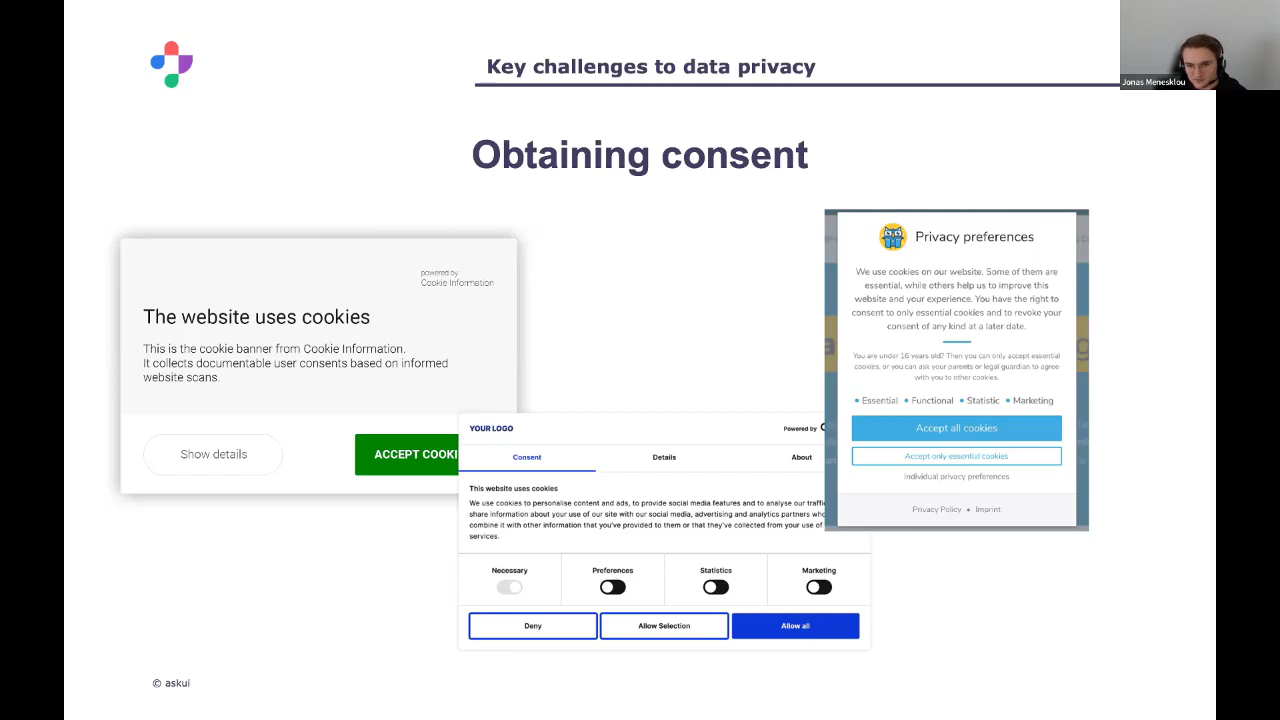 Key challenges to data privacy
Jonas Menesklou
Obtaining consent
powered by
Cookie Information
The website uses cookies
This is the cookie banner from Cookie Information.
It collects documentable user consents based on informed
website scans.
Show details
ACCEPT COOKI
YOUR LOGO
Powered by
Consent
Details
About
This website uses cookies
We use cookies to personalise content and ads, to provide social media features and to analyse our traffi
share information about your use of our site with our social media, advertising and analytics partners who
combine it with other information that you've provided to them or that they've collected from your use of
services.
Necessary
Preferences
Statistics
Marketing
Deny
Allow Selection
Allow all
Privacy preferences
We use cookies on our website. Some of them are
essential, while others help us to improve this
website and your experience. You have the right to
consent to only essential cookies and to revoke your
consent of any kind at a later date.
You are under 16 years old? Then you can only accept essential
cookies, or you can ask your parents or legal guardian to agree
with you to other cookies.
• Essential • Functional • Statistic • Marketing
Accept all cookies
Accept only essential cookies
Individual privacy preferences
Privacy Policy • Imprint
© askui